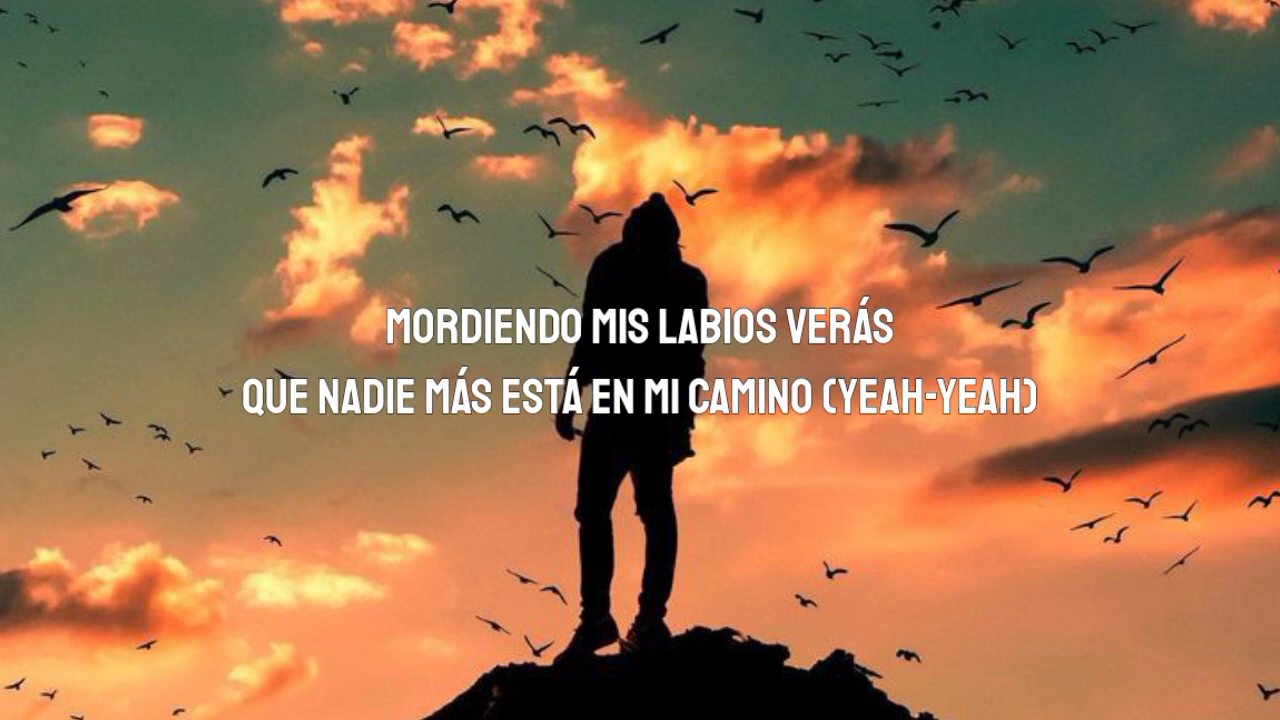 MORDIENDO MIS LABIOS VERÁS
QUE NADIE MÁS ESTÁ EN MI CAMINO (YEAH-YEAH)